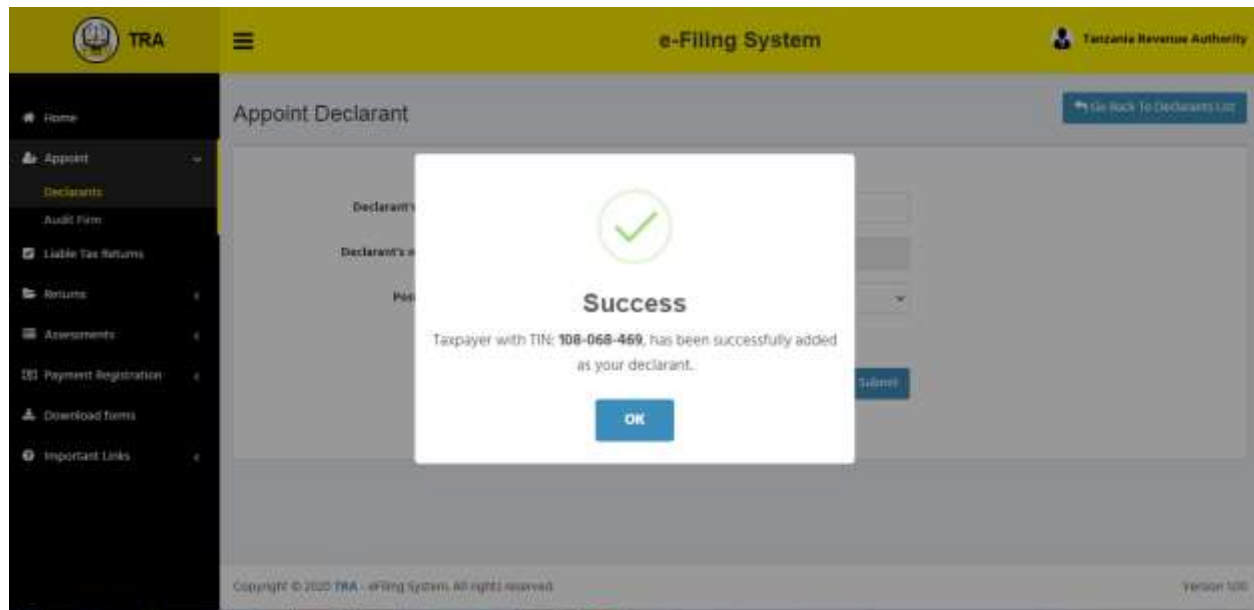 TRA
e-Filing System
Tanzania Revenue Authority
Home
Appoint Declarant
Go Back To Declarants List
Appoint
Declarants
Audit Firm
Declarant's
Liable Tax Returns
Declarant's
Returns
Success
Assessments
Taxpayer with TIN: 108-068-469, has been successfully added
as your declarant.
Payment Registration
Submit
Download forms
OK
Important Links
Copyright © 2020 TRA - eFiling System. All rights reserved.
Version 1.0.0